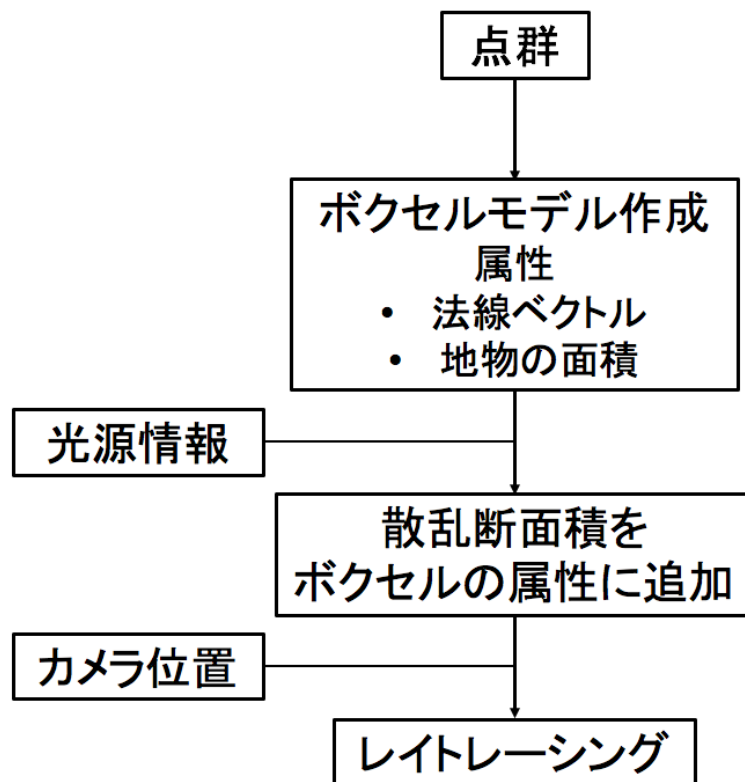 点群
ボクセルモデル作成
属性
• 法線ベクトル
• 地物の面積
光源情報
散乱断面積を
ボクセルの属性に追加
カメラ位置
レイトレーシング